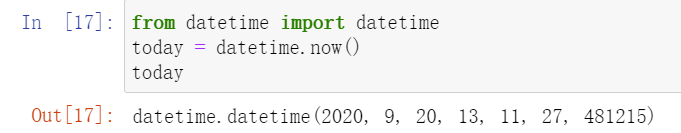 In [17]: from datetime import datetime
today = datetime.now()
today
Out[17]: datetime.datetime(2020, 9, 20, 13, 11, 27, 481215)